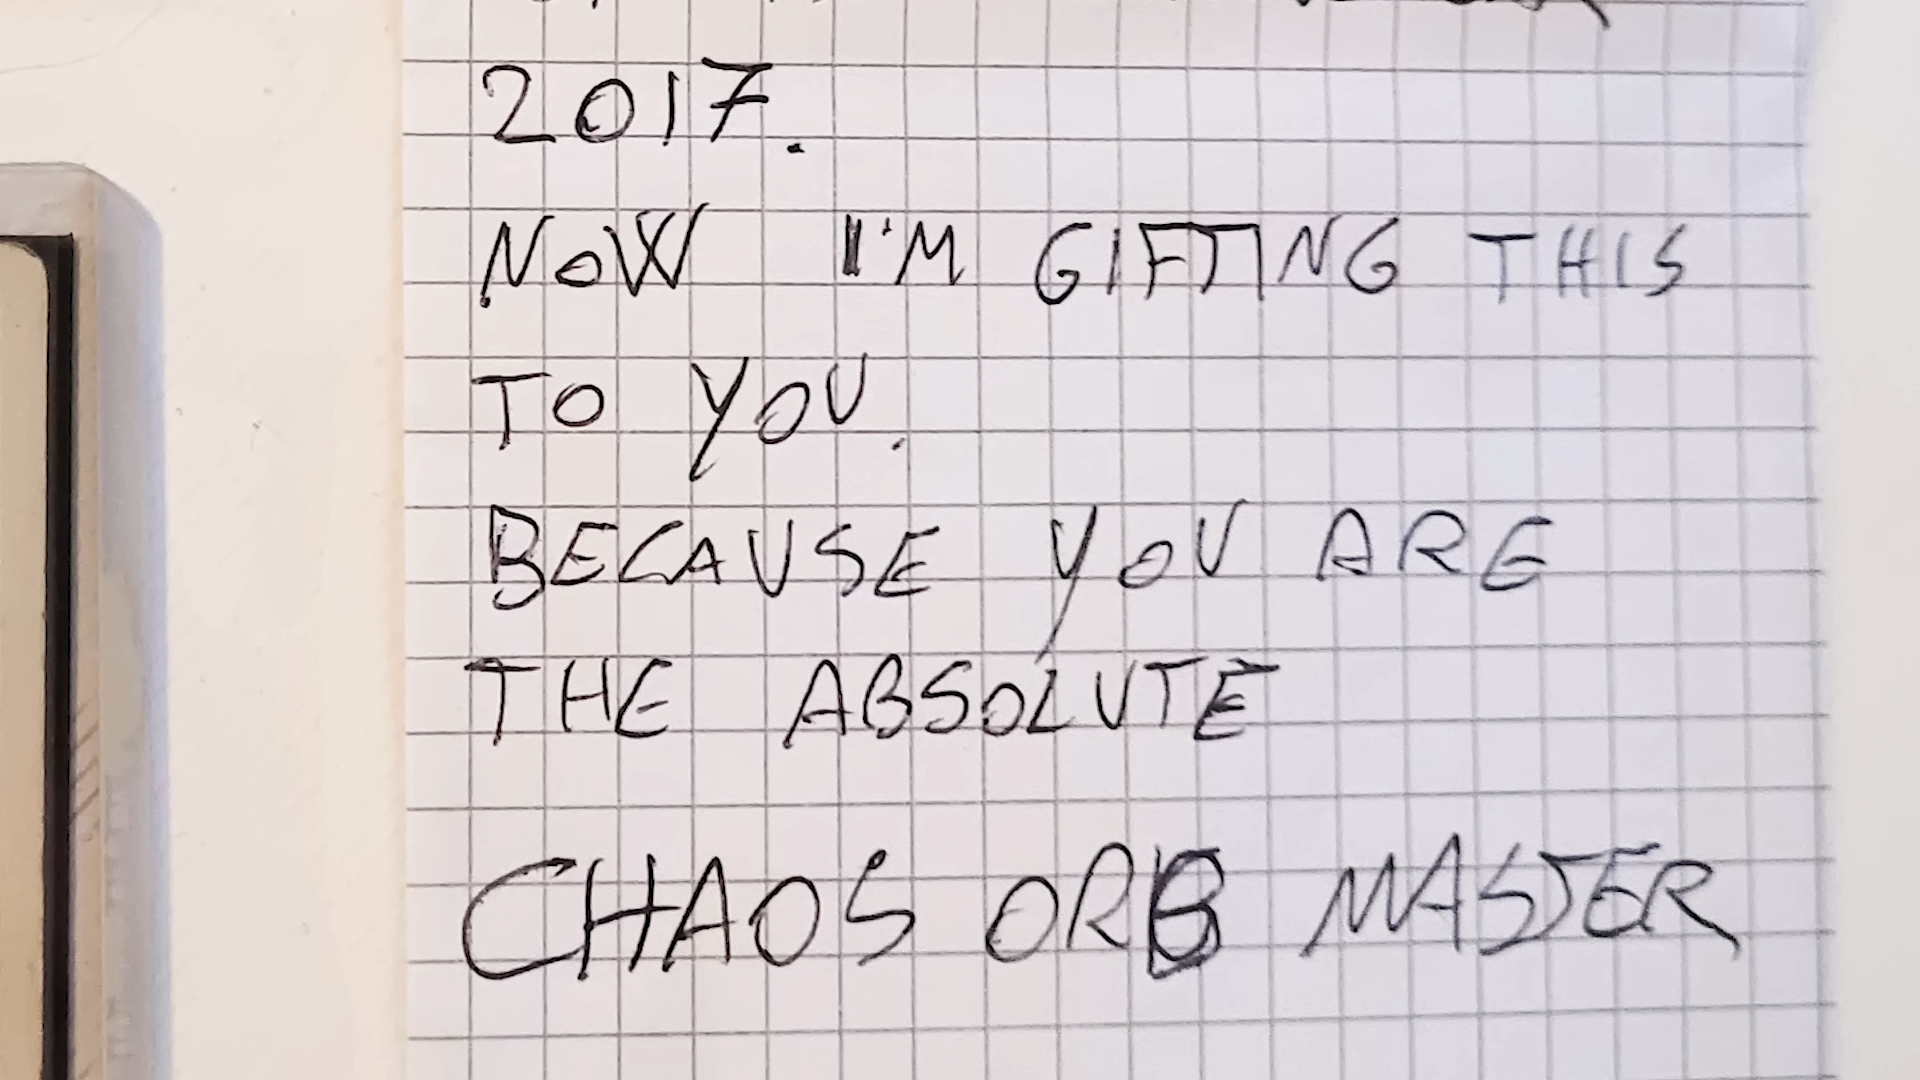 2017.
NOW I'M GIFTING THIS
TO YOU.
BECAUSE YOU ARE
THE ABSOLUTE
CHAOS ORB MASTER